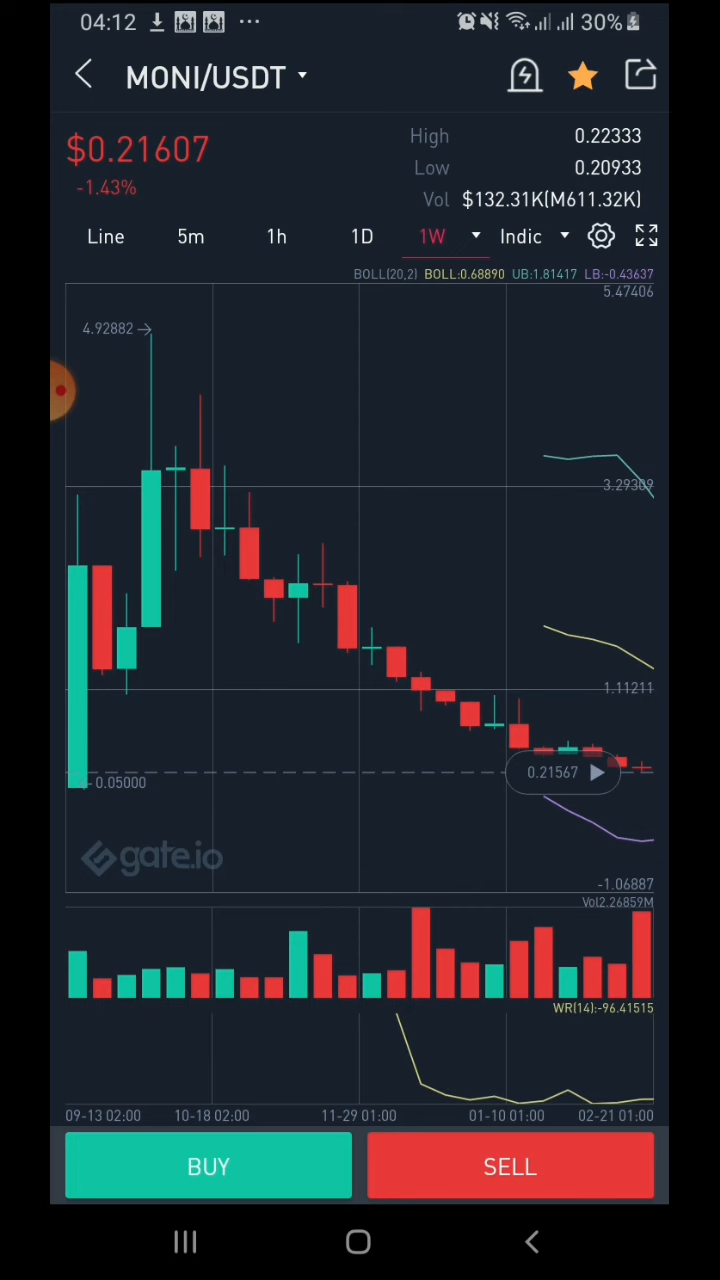 04:12 ... 30%
MONI/USDT
$0.21607
-1.43%
High 0.22333
Low 0.20933
Vol $132.31K(M611.32K)
Line 5m 1h 1D 1W Indic
BOLL(20,2) BOLL:0.68890 UB:1.81417 LB:-0.43637
5.47406
4.92882
3.29309
1.11211
0.21567
0.05000
gate.io
-1.06887
Vol2.26859M
WR(14):-96.41515
09-13 02:00 10-18 02:00 11-29 01:00 01-10 01:00 02-21 01:00
BUY SELL